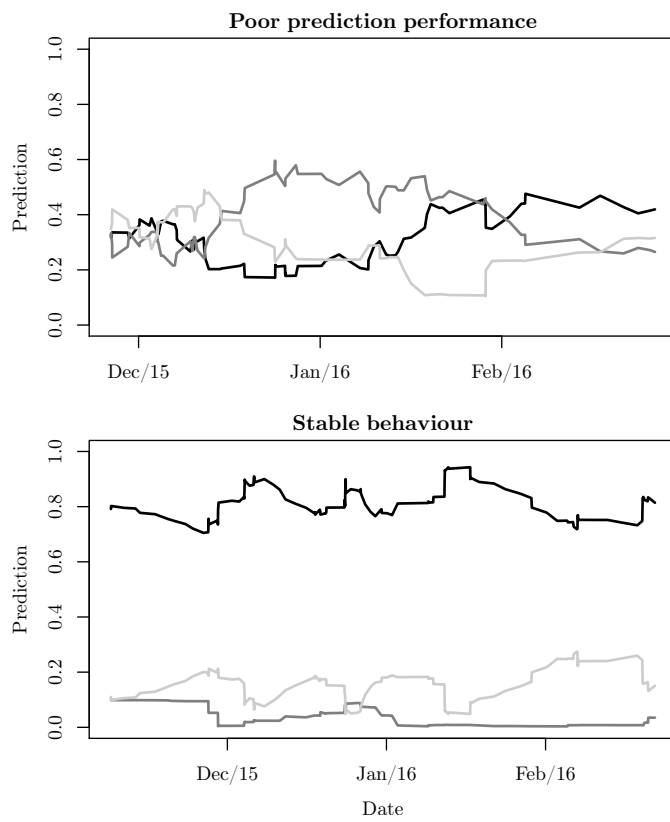 Poor prediction performance
1.0
0.8
0.6
0.4
0.2
0.0
Prediction
Dec/15 Jan/16 Feb/16
Stable behaviour
1.0
0.8
0.6
0.4
0.2
0.0
Prediction
Dec/15 Jan/16 Feb/16
Date